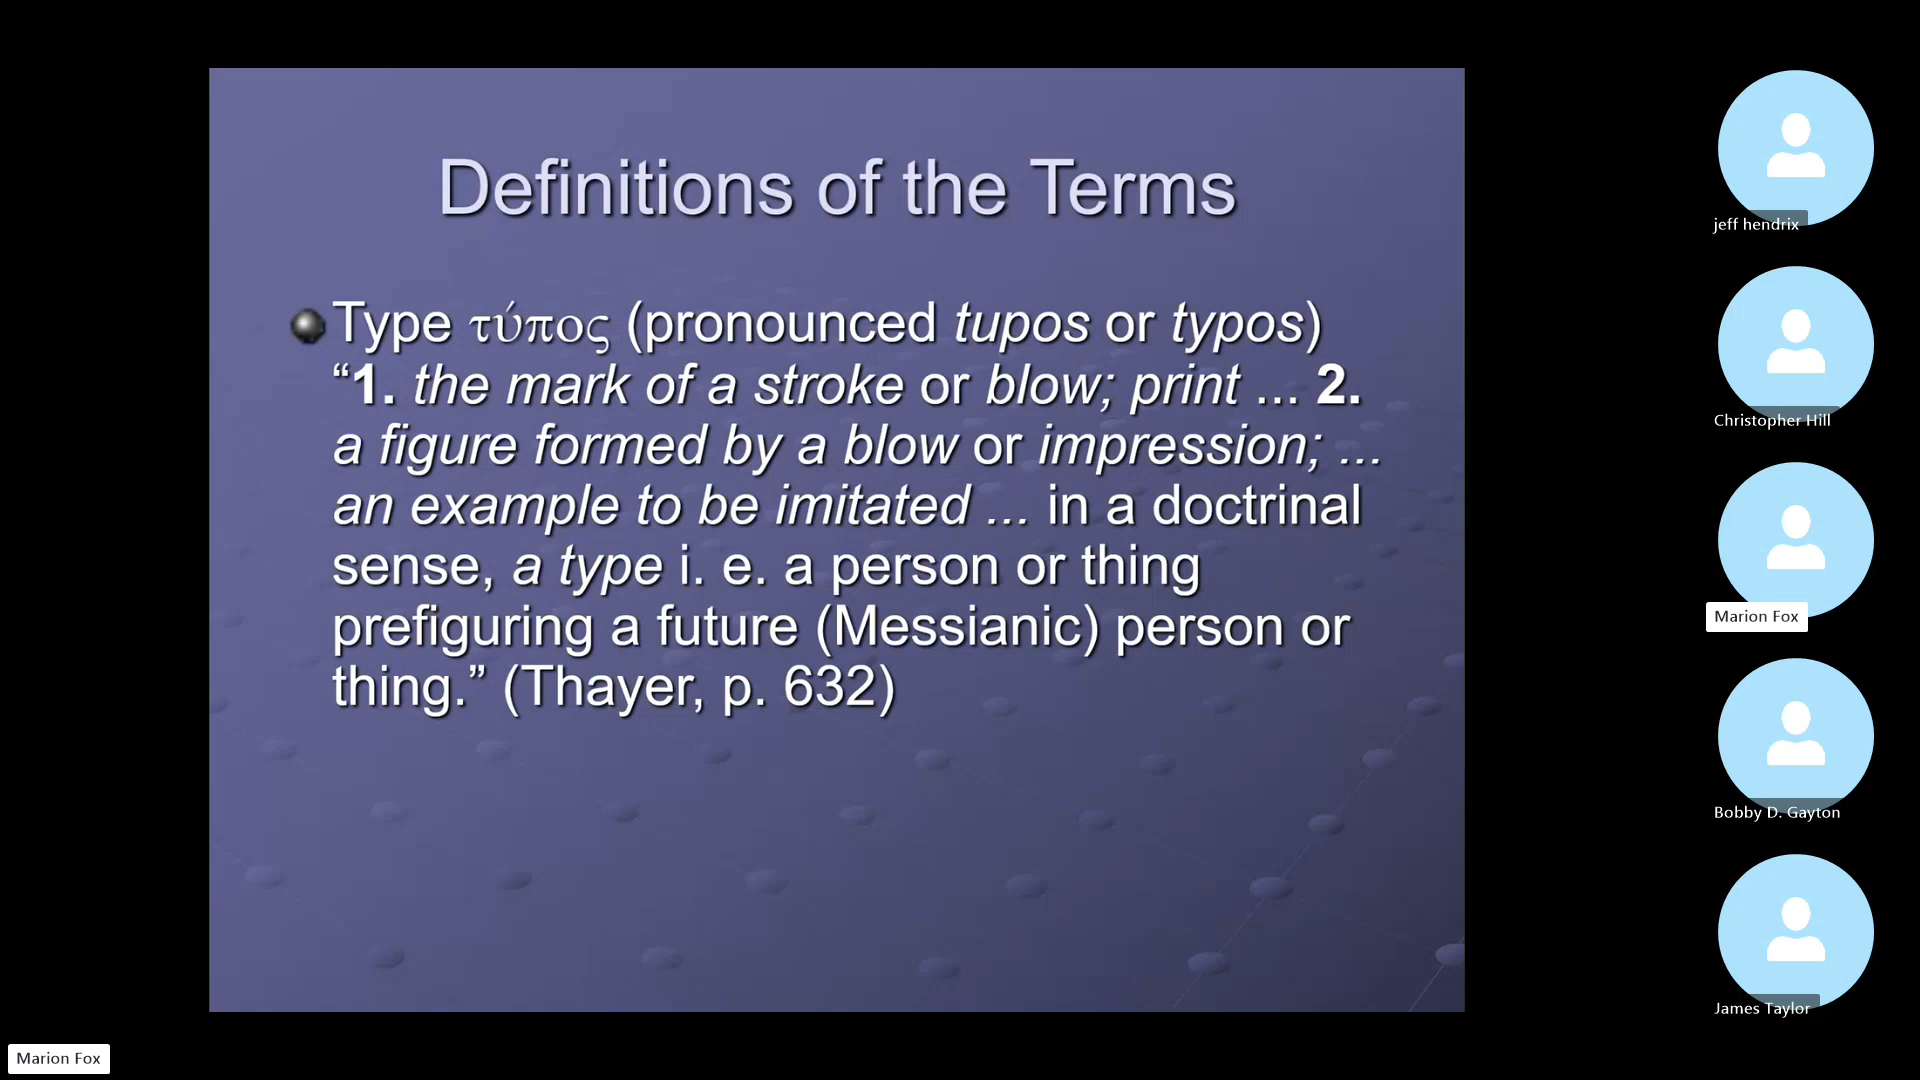 Definitions of the Terms
Type τύπος (pronounced tupos or typos)
“1. the mark of a stroke or blow; print ... 2.
a figure formed by a blow or impression; ...
an example to be imitated ... in a doctrinal
sense, a type i. e. a person or thing
prefiguring a future (Messianic) person or
thing.” (Thayer, p. 632)
jeff hendrix
Christopher Hill
Marion Fox
Bobby D. Gayton
James Taylor
Marion Fox